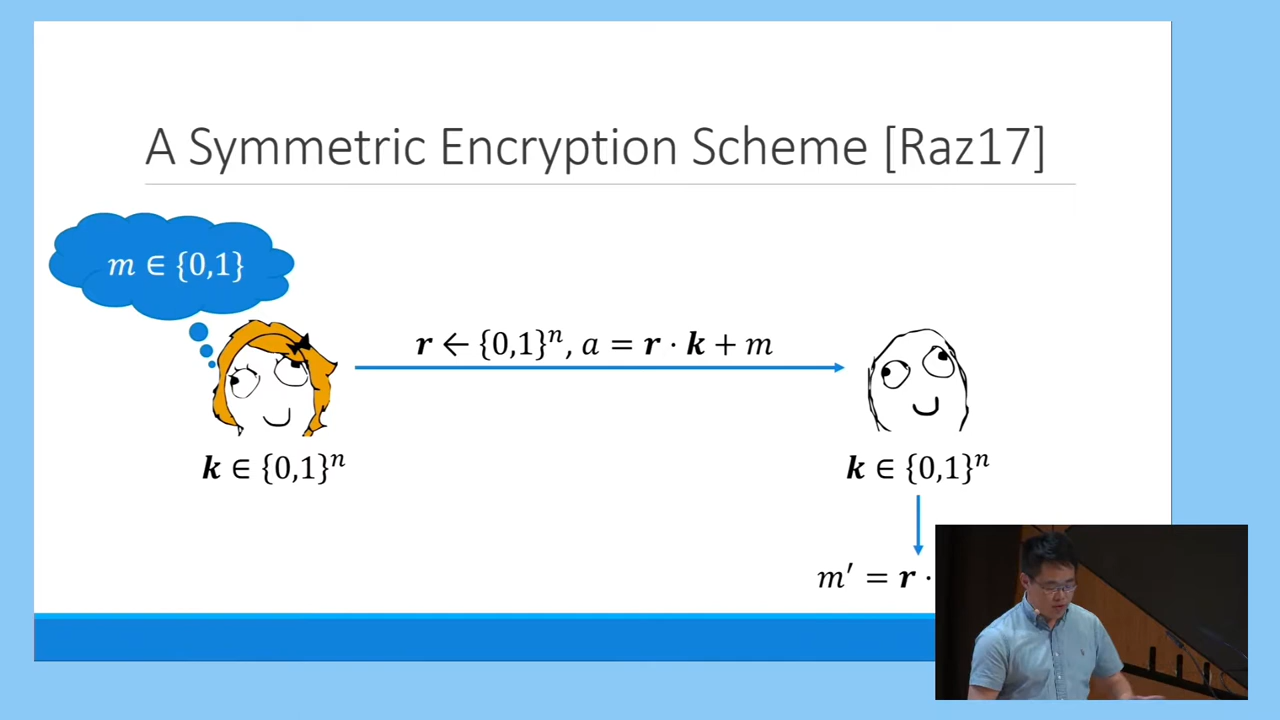 A Symmetric Encryption Scheme [Raz17]
m ∈ {0,1}
𝒓 ← {0,1}ⁿ, a = 𝒓 · 𝒌 + m
𝒌 ∈ {0,1}ⁿ
𝒌 ∈ {0,1}ⁿ
m′ = 𝒓 ·